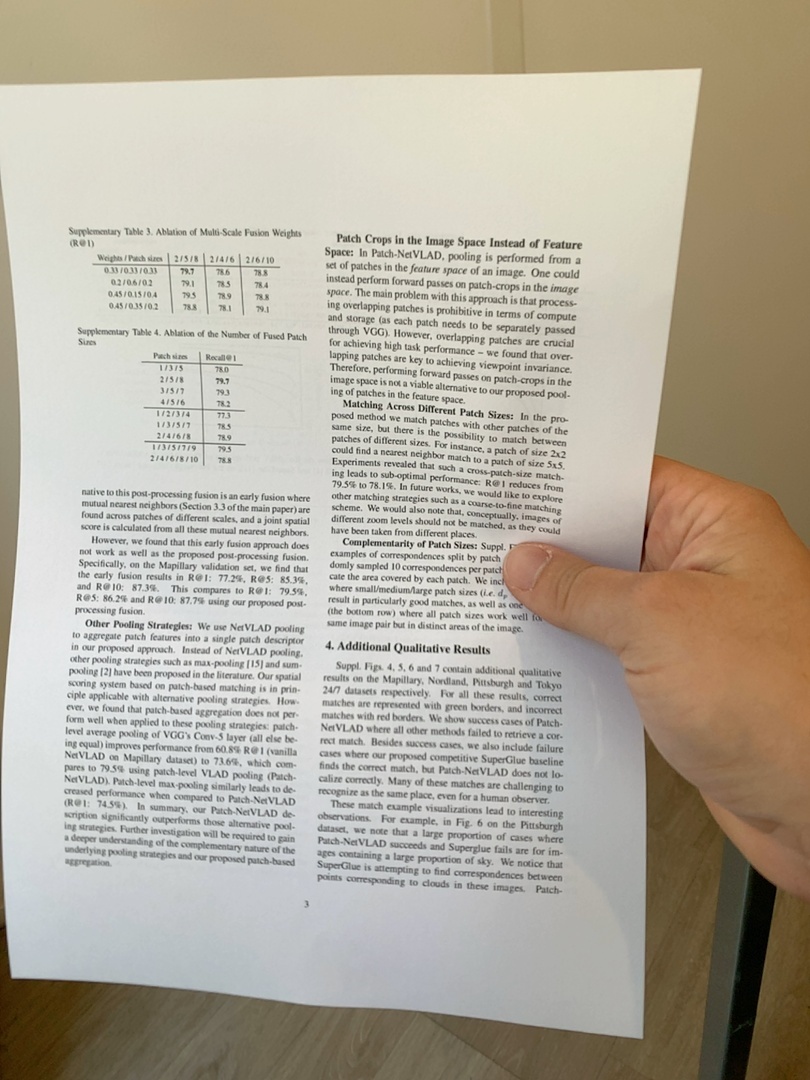 Supplementary Table 3. Ablation of Multi-Scale Fusion Weights
(R@1)
Weights / Patch sizes 2/5/8 2/4/6 2/6/10
0.33 / 0.33 / 0.33 79.7 78.6 78.8
0.2 / 0.6 / 0.2 79.1 78.5 78.4
0.45 / 0.15 / 0.4 79.5 78.9 78.8
0.45 / 0.35 / 0.2 78.8 78.1 79.1
Supplementary Table 4. Ablation of the Number of Fused Patch
Sizes
Patch sizes Recall@1
1/3/5 78.0
2/5/8 79.7
3/5/7 79.3
4/5/6 78.2
1/2/3/4 77.3
1/3/5/7 78.5
2/4/6/8 78.9
1/3/5/7/9 79.5
2/4/6/8/10 78.8
native to this post-processing fusion is an early fusion where
mutual nearest neighbors (Section 3.3 of the main paper) are
found across patches of different scales, and a joint spatial
score is calculated from all these mutual nearest neighbors.
However, we found that this early fusion approach does
not work as well as the proposed post-processing fusion.
Specifically, on the Mapillary validation set, we find that
the early fusion results in R@1: 77.2%, R@5: 85.3%,
and R@10: 87.3%. This compares to R@1: 79.5%,
R@5: 86.2% and R@10: 87.7% using our proposed post-
processing fusion.
Other Pooling Strategies: We use NetVLAD pooling
to aggregate patch features into a single patch descriptor
in our proposed approach. Instead of NetVLAD pooling,
other pooling strategies such as max-pooling [15] and sum-
pooling [2] have been proposed in the literature. Our spatial
scoring system based on patch-based matching is in prin-
ciple applicable with alternative pooling strategies. How-
ever, we found that patch-based aggregation does not per-
form well when applied to these pooling strategies: patch-
level average pooling of VGG's Conv-5 layer (all else be-
ing equal) improves performance from 60.8% R@1 (vanilla
NetVLAD on Mapillary dataset) to 73.6%, which com-
pares to 79.5% using patch-level VLAD pooling (Patch-
NetVLAD). Patch-level max-pooling similarly leads to de-
creased performance when compared to Patch-NetVLAD
(R@1: 74.5%). In summary, our Patch-NetVLAD de-
scription significantly outperforms those alternative pool-
ing strategies. Further investigation will be required to gain
a deeper understanding of the complementary nature of the
underlying pooling strategies and our proposed patch-based
aggregation.
Patch Crops in the Image Space Instead of Feature
Space: In Patch-NetVLAD, pooling is performed from a
set of patches in the feature space of an image. One could
instead perform forward passes on patch-crops in the image
space. The main problem with this approach is that process-
ing overlapping patches is prohibitive in terms of compute
and storage (as each patch needs to be separately passed
through VGG). However, overlapping patches are crucial
for achieving high task performance – we found that over-
lapping patches are key to achieving viewpoint invariance.
Therefore, performing forward passes on patch-crops in the
image space is not a viable alternative to our proposed pool-
ing of patches in the feature space.
Matching Across Different Patch Sizes: In the pro-
posed method we match patches with other patches of the
same size, but there is the possibility to match between
patches of different sizes. For instance, a patch of size 2x2
could find a nearest neighbor match to a patch of size 5x5.
Experiments revealed that such a cross-patch-size match-
ing leads to sub-optimal performance: R@1 reduces from
79.5% to 78.1%. In future works, we would like to explore
other matching strategies such as a coarse-to-fine matching
scheme. We would also note that, conceptually, images of
different zoom levels should not be matched, as they could
have been taken from different places.
Complementarity of Patch Sizes: Suppl.
examples of correspondences split by patch
domly sampled 10 correspondences per patch
cate the area covered by each patch. We
where small/medium/large patch sizes (i.e.
result in particularly good matches, as well as one
(the bottom row) where all patch sizes work well
same image pair but in distinct areas of the image.
4. Additional Qualitative Results
Suppl. Figs. 4, 5, 6 and 7 contain additional qualitative
results on the Mapillary, Nordland, Pittsburgh and Tokyo
24/7 datasets respectively. For all these results, correct
matches are represented with green borders, and incorrect
matches with red borders. We show success cases of Patch-
NetVLAD where all other methods failed to retrieve a cor-
rect match. Besides success cases, we also include failure
cases where our proposed competitive SuperGlue baseline
finds the correct match, but Patch-NetVLAD does not lo-
calize correctly. Many of these matches are challenging to
recognize as the same place, even for a human observer.
These match example visualizations lead to interesting
observations. For example, in Fig. 6 on the Pittsburgh
dataset, we note that a large proportion of cases where
Patch-NetVLAD succeeds and Superglue fails are for im-
ages containing a large proportion of sky. We notice that
SuperGlue is attempting to find correspondences between
points corresponding to clouds in these images. Patch-
3